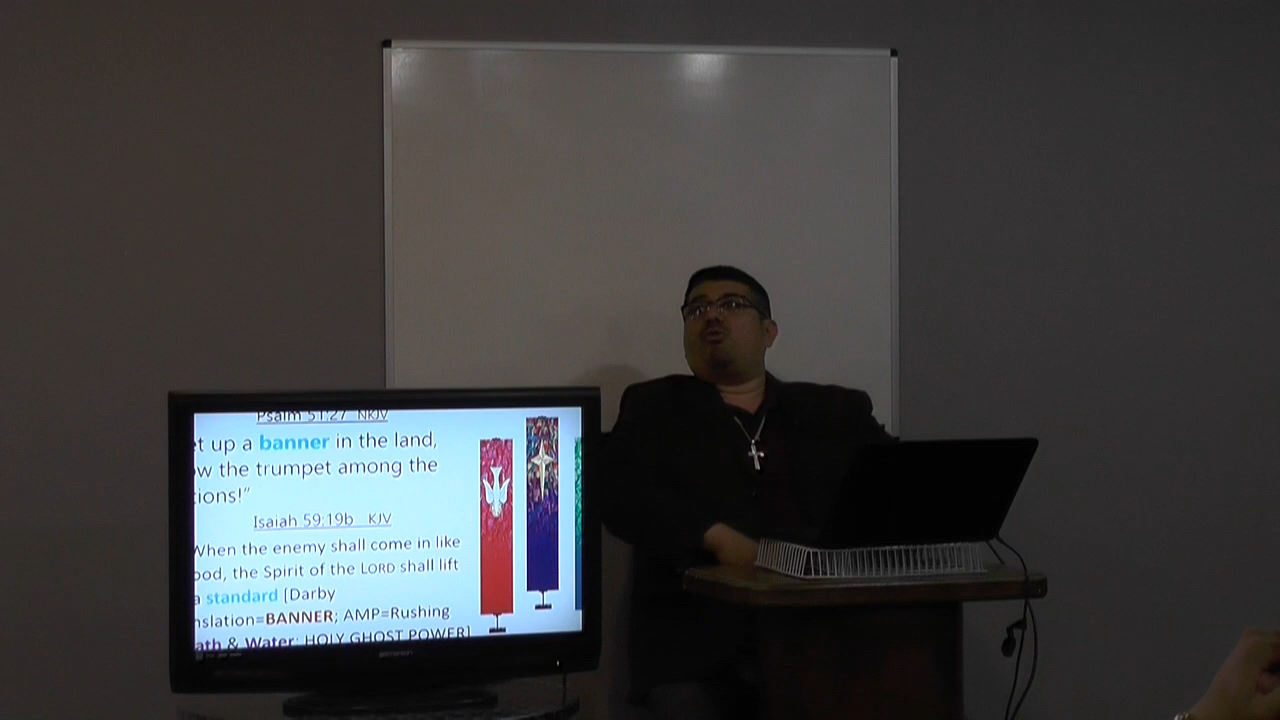 Psalm 51:27 NKJV
et up a banner in the land,
ow the trumpet among the
tions!”
Isaiah 59:19b KJV
When the enemy shall come in like
ood, the Spirit of the LORD shall lift
a standard [Darby
nslation=BANNER; AMP=Rushing
ath & Water; HOLY GHOST POWER]